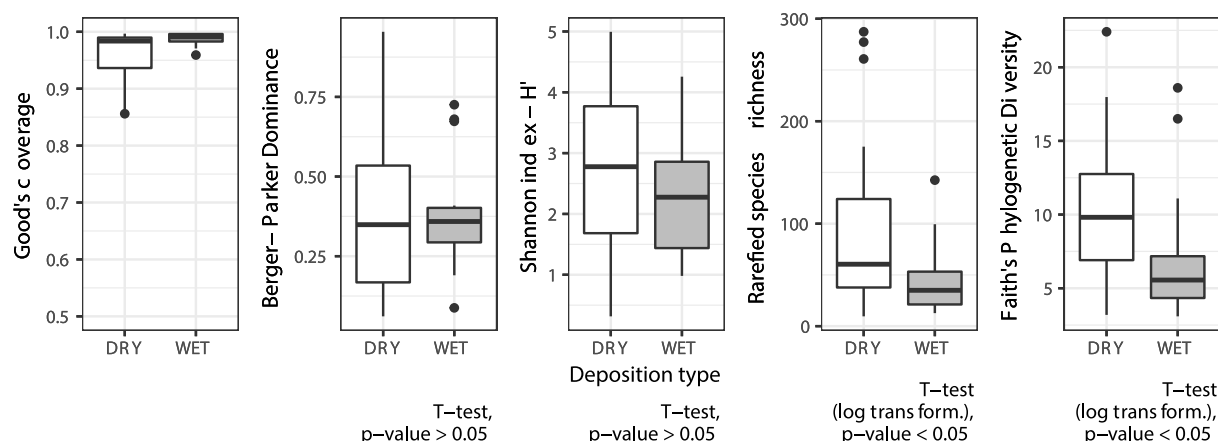 Good's c overage
1.0
0.9
0.8
0.7
0.6
0.5
DRY
WET
Berger– Parker Dominance
0.75
0.50
0.25
DRY
WET
T–test,
p–value > 0.05
Shannon ind ex – H'
5
4
3
2
1
DRY
WET
Deposition type
T–test,
p–value > 0.05
Rarefied species richness
300
200
100
0
DRY
WET
T–test
(log trans form.),
p–value < 0.05
Faith's P hylogenetic Di versity
20
15
10
5
DRY
WET
T–test
(log trans form.),
p–value < 0.05